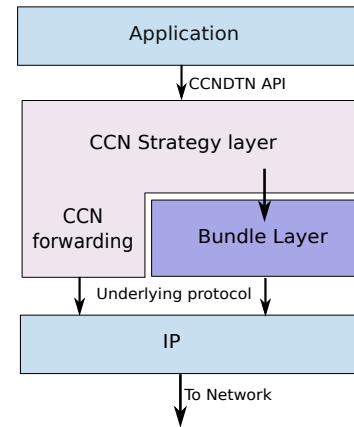 Application
CCNDTN API
CCN Strategy layer
CCN
forwarding
Bundle Layer
Underlying protocol
IP
To Network